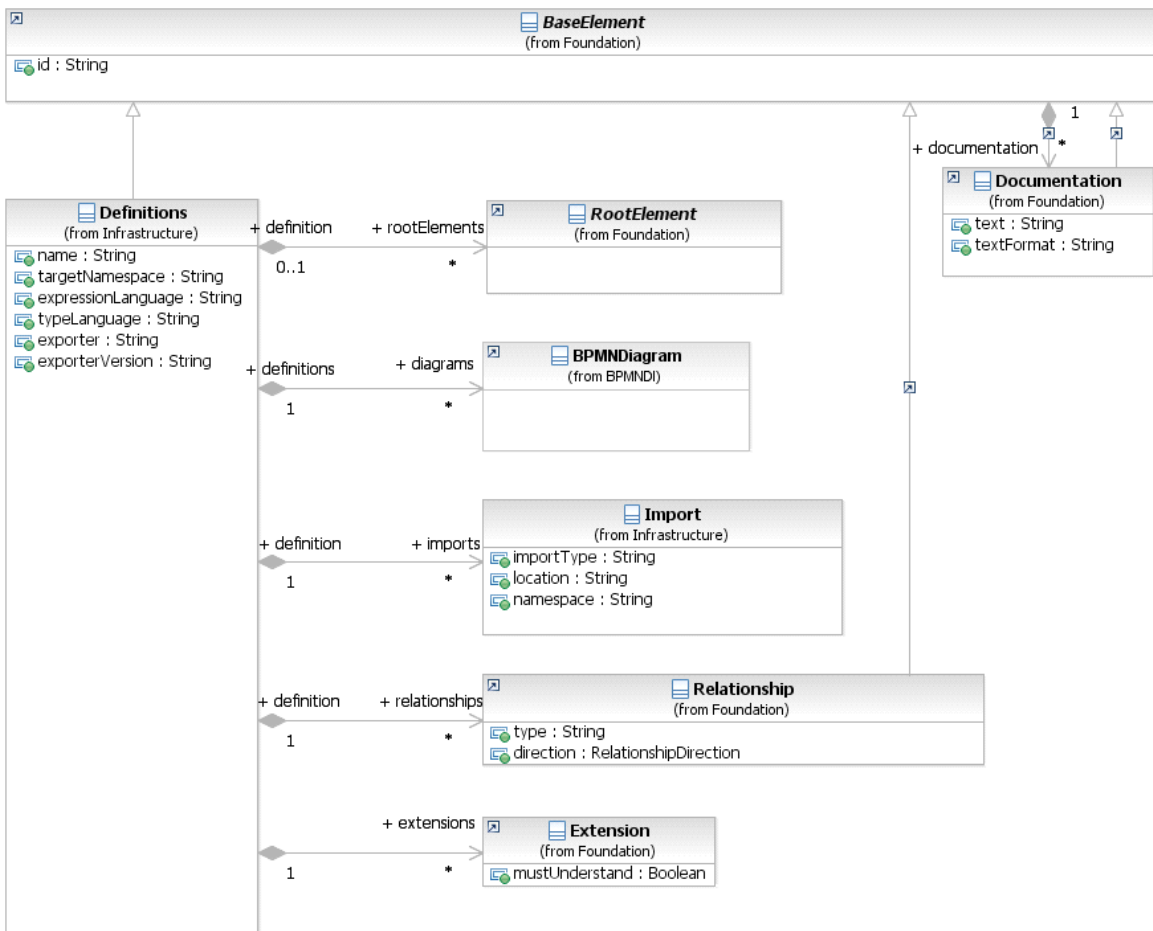 BaseElement
(from Foundation)
id : String
1
+ documentation
*
Documentation
(from Foundation)
text : String
textFormat : String
Definitions
(from Infrastructure)
name : String
targetNamespace : String
expressionLanguage : String
typeLanguage : String
exporter : String
exporterVersion : String
+ definition
+ rootElements
0..1
*
RootElement
(from Foundation)
+ definitions
+ diagrams
1
*
BPMNDiagram
(from BPMNDI)
+ definition
+ imports
1
*
Import
(from Infrastructure)
importType : String
location : String
namespace : String
+ definition
+ relationships
1
*
Relationship
(from Foundation)
type : String
direction : RelationshipDirection
+ extensions
1
*
Extension
(from Foundation)
mustUnderstand : Boolean